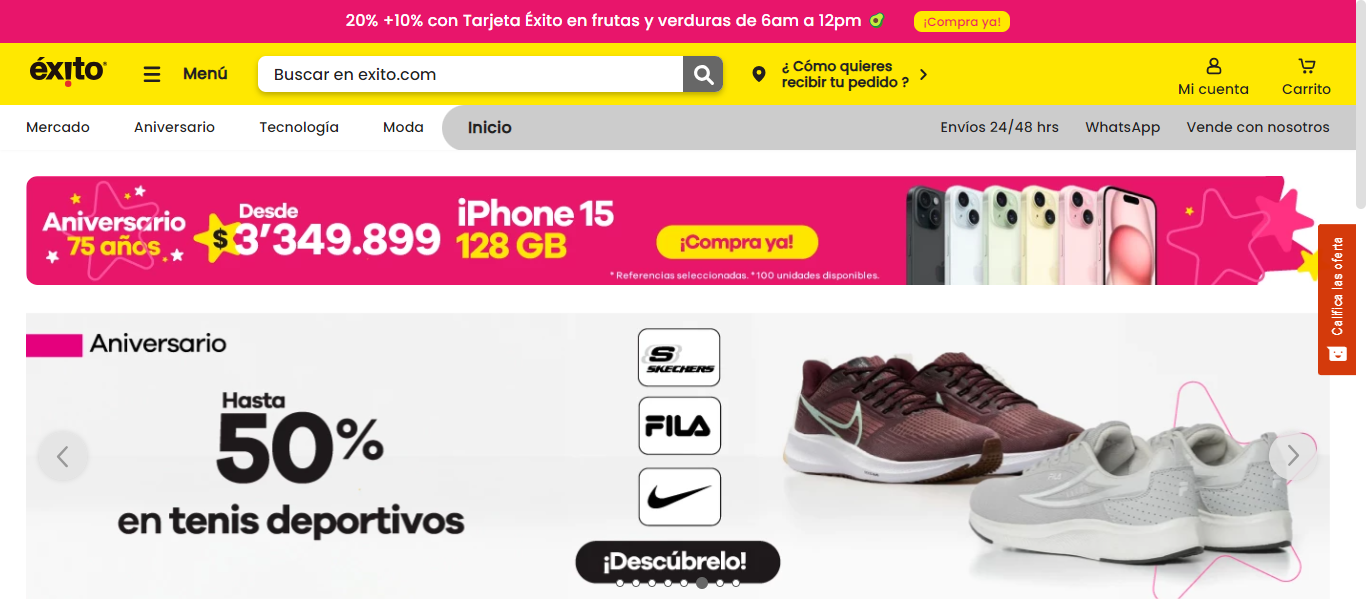 20% +10% con Tarjeta Éxito en frutas y verduras de 6am a 12pm ¡Compra ya!
éxito
Menú
Buscar en exito.com
¿ Cómo quieres
recibir tu pedido ?
Mi cuenta
Carrito
Mercado Aniversario Tecnología Moda Inicio Envíos 24/48 hrs WhatsApp Vende con nosotros
Aniversario
75 años
Desde
$3'349.899
iPhone 15
128 GB
¡Compra ya!
* Referencias seleccionadas. *100 unidades disponibles.
Califica las oferta
Aniversario
Hasta
50%
en tenis deportivos
S
SKECHERS
FILA
¡Descúbrelo!
FILA